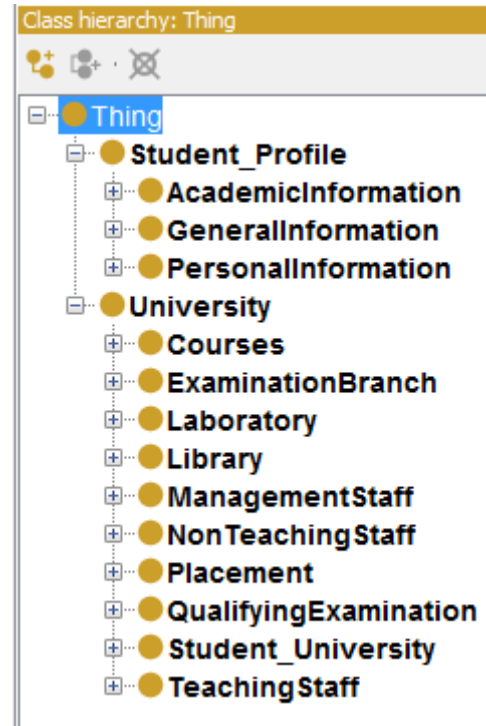 Class hierarchy: Thing
Thing
Student_Profile
AcademicInformation
GeneralInformation
PersonalInformation
University
Courses
ExaminationBranch
Laboratory
Library
ManagementStaff
NonTeachingStaff
Placement
QualifyingExamination
Student_University
TeachingStaff